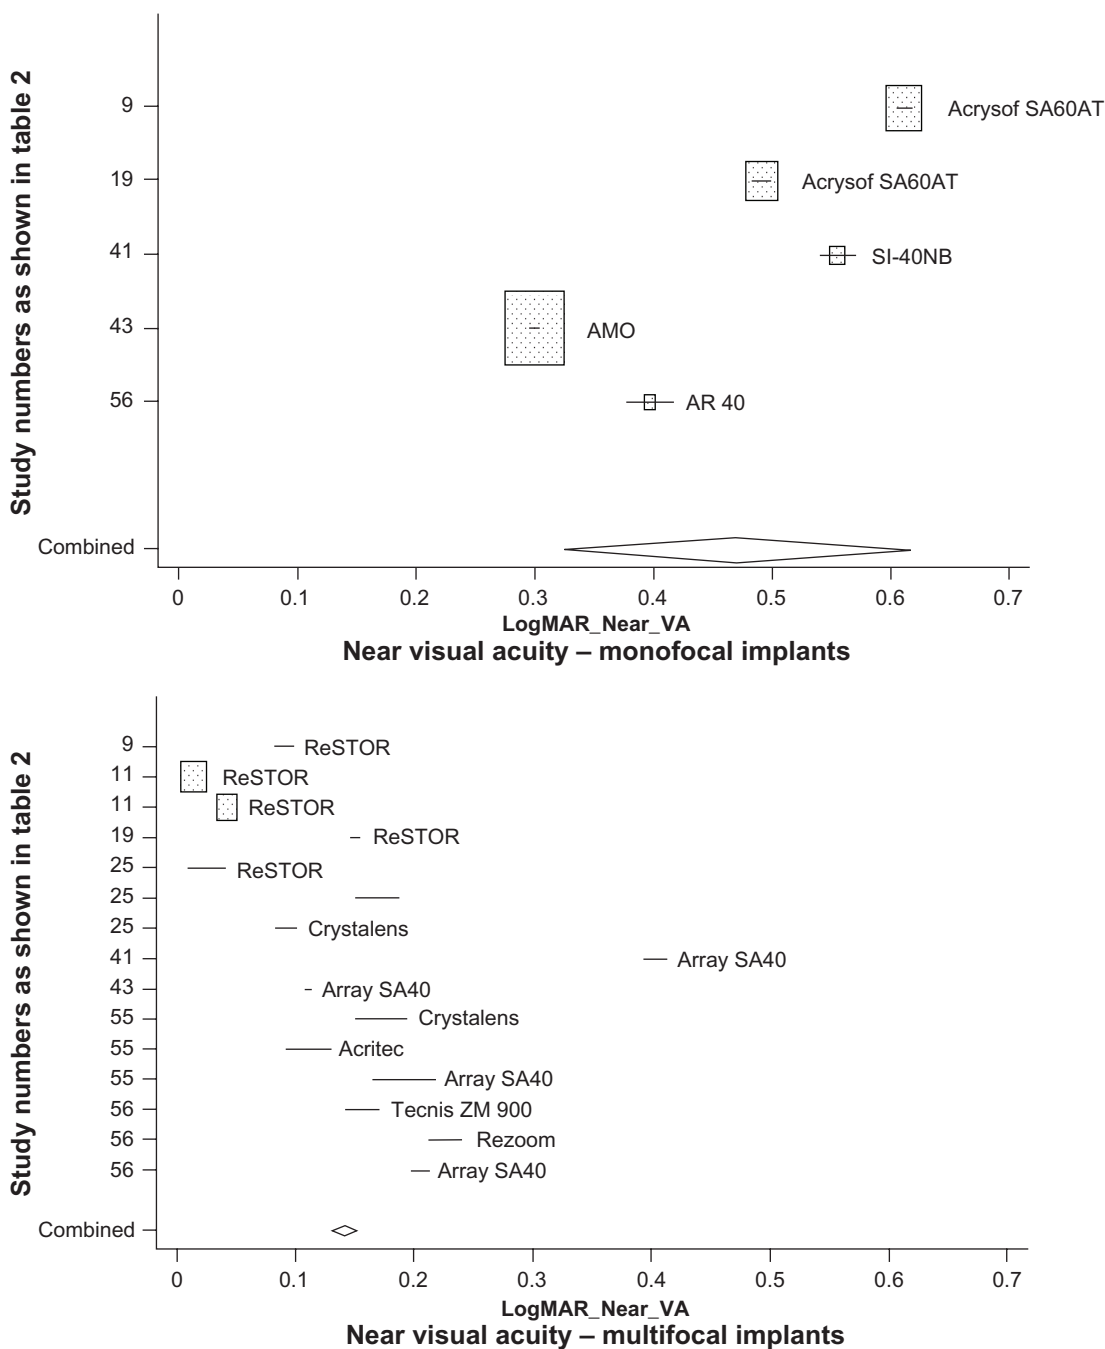 Study numbers as shown in table 2
9 Acrysof SA60AT
19 Acrysof SA60AT
41 SI-40NB
43 AMO
56 AR 40
Combined
0 0.1 0.2 0.3 0.4 0.5 0.6 0.7
LogMAR_Near_VA
Near visual acuity – monofocal implants
Study numbers as shown in table 2
9 ReSTOR
11 ReSTOR
11 ReSTOR
19 ReSTOR
25 ReSTOR
25
25 Crystalens
41 Array SA40
43 Array SA40
55 Crystalens
55 Acritec
55 Array SA40
56 Tecnis ZM 900
56 Rezoom
56 Array SA40
Combined
0 0.1 0.2 0.3 0.4 0.5 0.6 0.7
LogMAR_Near_VA
Near visual acuity – multifocal implants